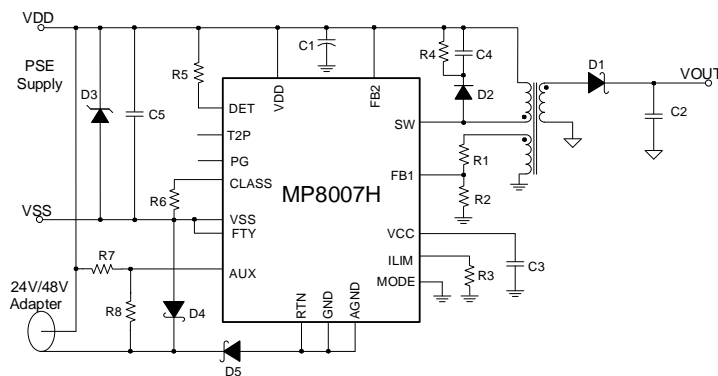 VDD
PSE
Supply
D3
C5
R5
C1
VDD
FB2
R4
C4
D2
D1
VOUT
C2
DET
T2P
PG
CLASS
R6
MP8007H
SW
FB1
R1
R2
VSS
VSS
FTY
VCC
ILIM
MODE
R3
C3
R7
AUX
24V/48V
Adapter
R8
D4
RTN
GND
AGND
D5